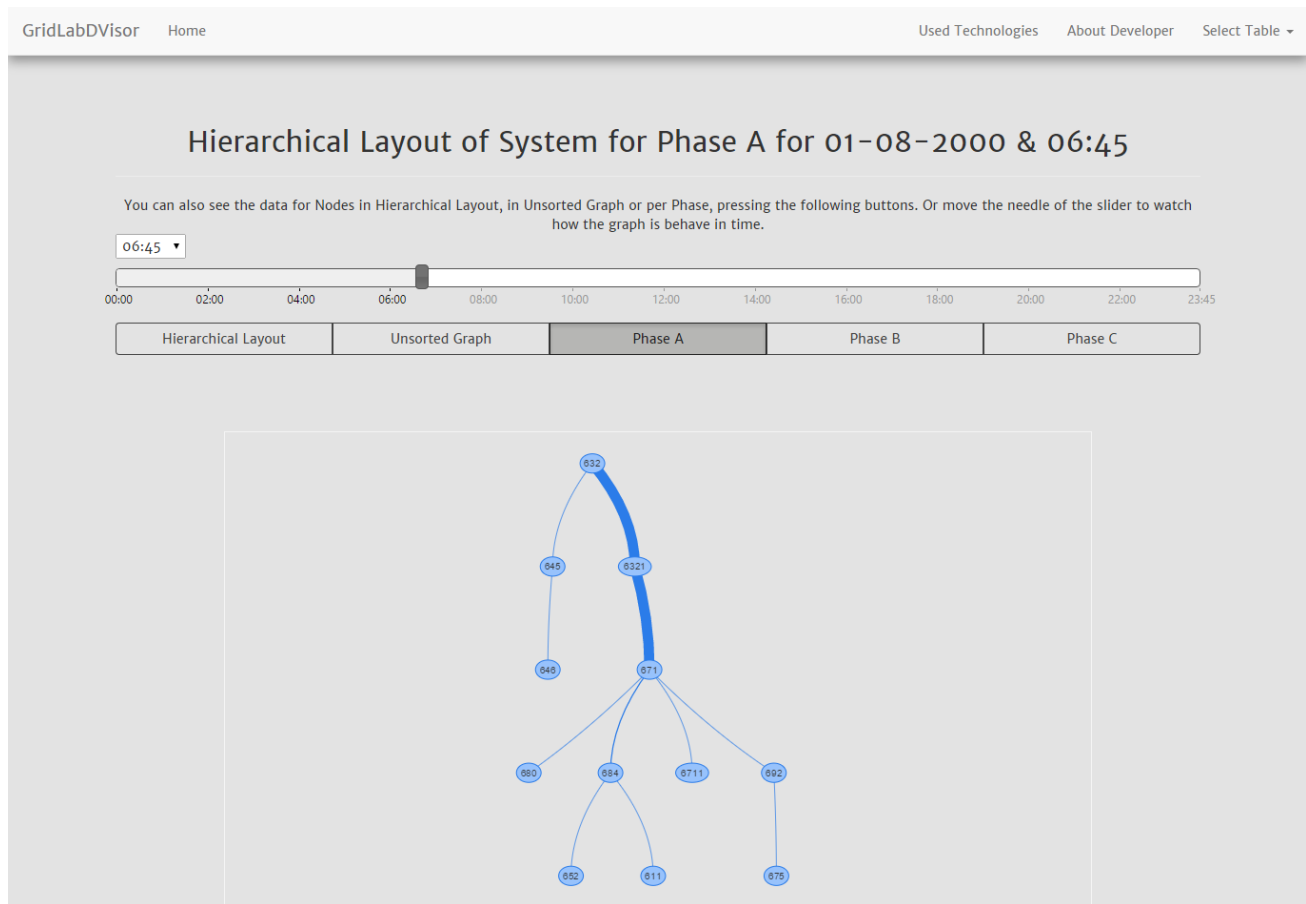 GridLabDVisor Home Used Technologies About Developer Select Table
Hierarchical Layout of System for Phase A for 01-08-2000 & 06:45
You can also see the data for Nodes in Hierarchical Layout, in Unsorted Graph or per Phase, pressing the following buttons. Or move the needle of the slider to watch
how the graph is behave in time.
06:45
00:00 02:00 04:00 06:00 08:00 10:00 12:00 14:00 16:00 18:00 20:00 22:00 23:45
Hierarchical Layout Unsorted Graph Phase A Phase B Phase C
632
645 6321
646 671
680 684 6711 692
652 611 675